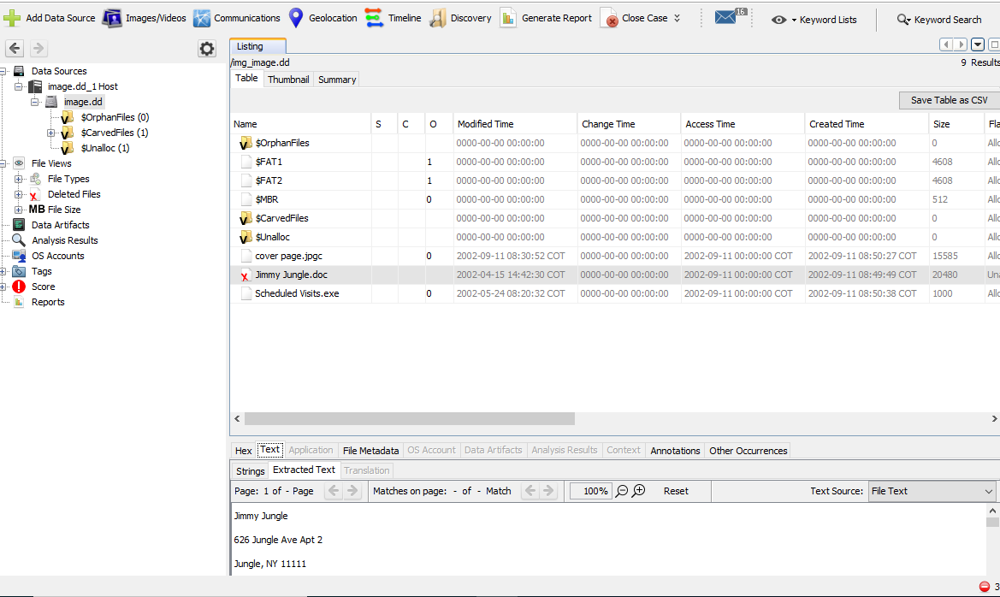 Add Data Source Images/Videos Communications Geolocation Timeline Discovery Generate Report Close Case 16 Keyword Lists Keyword Search
Listing
/img_image.dd
9 Results
Table Thumbnail Summary
Save Table as CSV
Data Sources
image.dd_1 Host
image.dd
$OrphanFiles (0)
$CarvedFiles (1)
$Unalloc (1)
File Views
File Types
Deleted Files
MB File Size
Data Artifacts
Analysis Results
OS Accounts
Tags
Score
Reports
Name S C O Modified Time Change Time Access Time Created Time Size Fla
$OrphanFiles 0000-00-00 00:00:00 0000-00-00 00:00:00 0000-00-00 00:00:00 0000-00-00 00:00:00 0 Allo
$FAT1 1 0000-00-00 00:00:00 0000-00-00 00:00:00 0000-00-00 00:00:00 0000-00-00 00:00:00 4608 Allo
$FAT2 1 0000-00-00 00:00:00 0000-00-00 00:00:00 0000-00-00 00:00:00 0000-00-00 00:00:00 4608 Allo
$MBR 0 0000-00-00 00:00:00 0000-00-00 00:00:00 0000-00-00 00:00:00 0000-00-00 00:00:00 512 Allo
$CarvedFiles 0000-00-00 00:00:00 0000-00-00 00:00:00 0000-00-00 00:00:00 0000-00-00 00:00:00 0 Allo
$Unalloc 0000-00-00 00:00:00 0000-00-00 00:00:00 0000-00-00 00:00:00 0000-00-00 00:00:00 0 Allo
cover page.jpgc 0 2002-09-11 08:30:52 COT 0000-00-00 00:00:00 2002-09-11 00:00:00 COT 2002-09-11 08:50:27 COT 15585 Allo
Jimmy Jungle.doc 2002-04-15 14:42:30 COT 0000-00-00 00:00:00 2002-09-11 00:00:00 COT 2002-09-11 08:49:49 COT 20480 Una
Scheduled Visits.exe 0 2002-05-24 08:20:32 COT 0000-00-00 00:00:00 2002-09-11 00:00:00 COT 2002-09-11 08:50:38 COT 1000 Allo
Hex Text Application File Metadata OS Account Data Artifacts Analysis Results Context Annotations Other Occurrences
Strings Extracted Text Translation
Page: 1 of - Page Matches on page: - of - Match 100% Reset Text Source: File Text
Jimmy Jungle
626 Jungle Ave Apt 2
Jungle, NY 11111
3